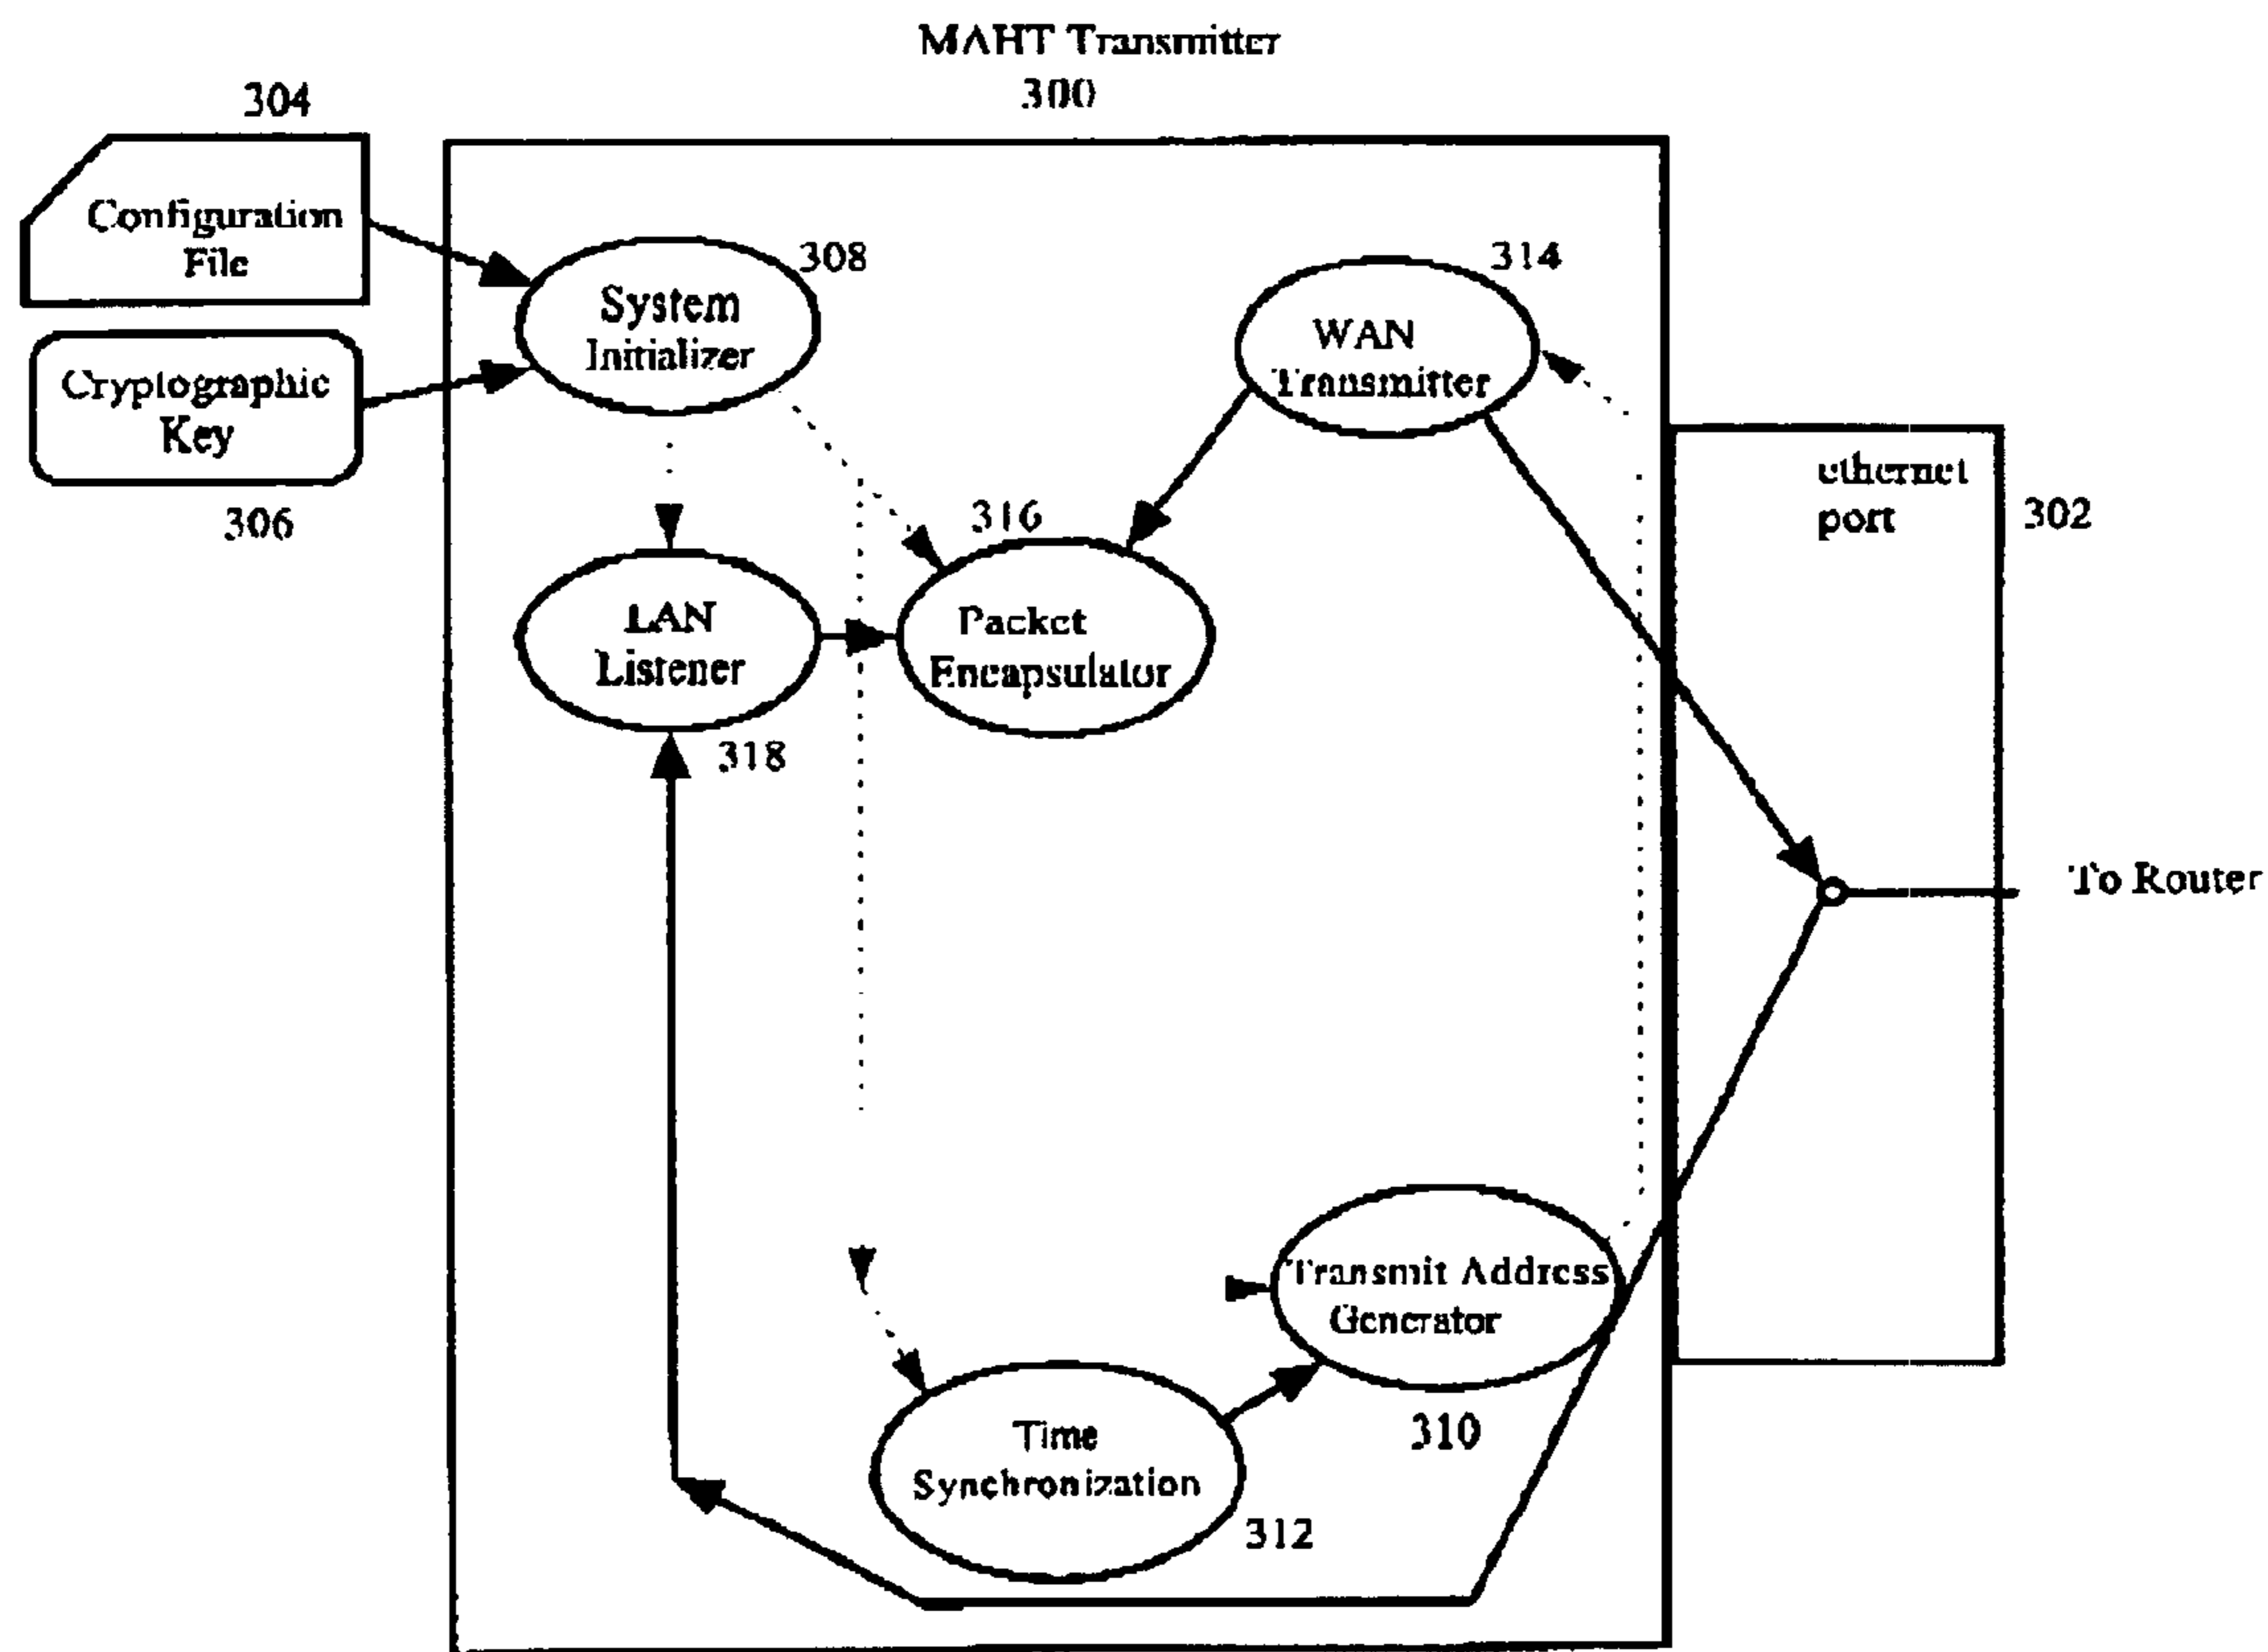 MAHT Transmitter
300
304
Configuration
File
308
314
System
Initializer
WAN
Transmitter
Cryptographic
Key
306
ethernet
port
302
316
LAN
Listener
Packet
Encapsulator
318
To Router
Transmit Address
Generator
310
Time
Synchronization
312